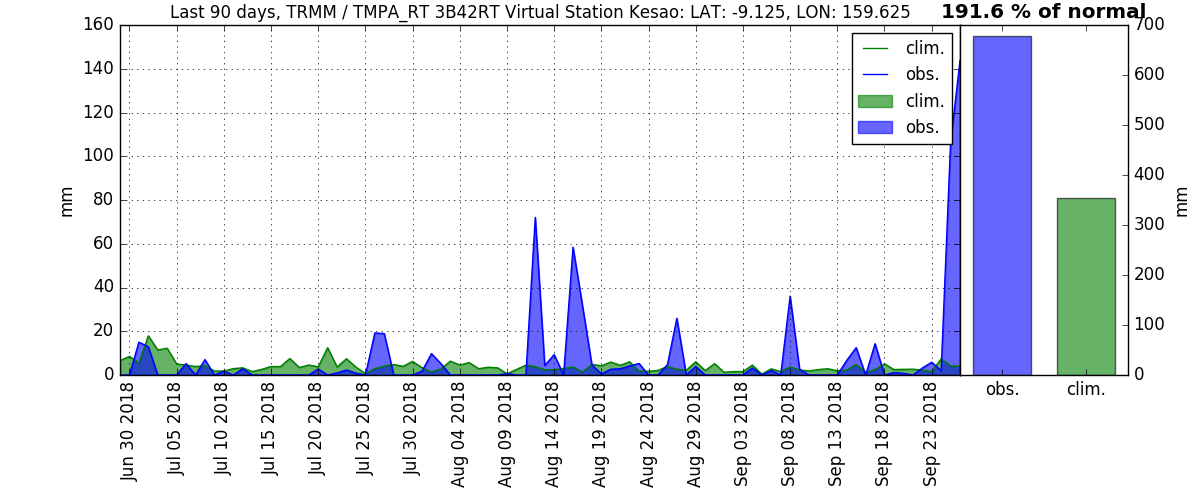 Last 90 days, TRMM / TMPA_RT 3B42RT Virtual Station Kesao: LAT: -9.125, LON: 159.625
191.6 % of normal
160
140
120
100
80
60
40
20
0
mm
clim.
obs.
clim.
obs.
700
600
500
400
300
200
100
0
mm
Jun 30 2018
Jul 05 2018
Jul 10 2018
Jul 15 2018
Jul 20 2018
Jul 25 2018
Jul 30 2018
Aug 04 2018
Aug 09 2018
Aug 14 2018
Aug 19 2018
Aug 24 2018
Aug 29 2018
Sep 03 2018
Sep 08 2018
Sep 13 2018
Sep 18 2018
Sep 23 2018
obs.
clim.